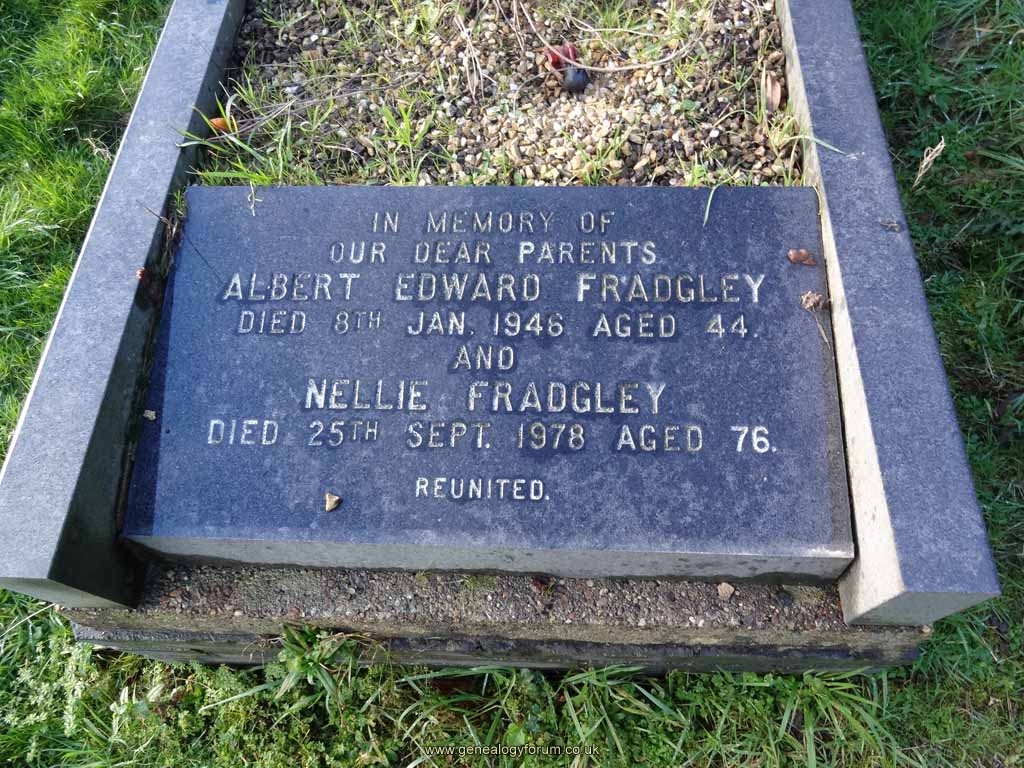 IN MEMORY OF
OUR DEAR PARENTS
ALBERT EDWARD FRADGLEY
DIED 8TH JAN. 1946 AGED 44.
AND
NELLIE FRADGLEY
DIED 25TH SEPT. 1978 AGED 76.
REUNITED.
www.genealogyforum.co.uk